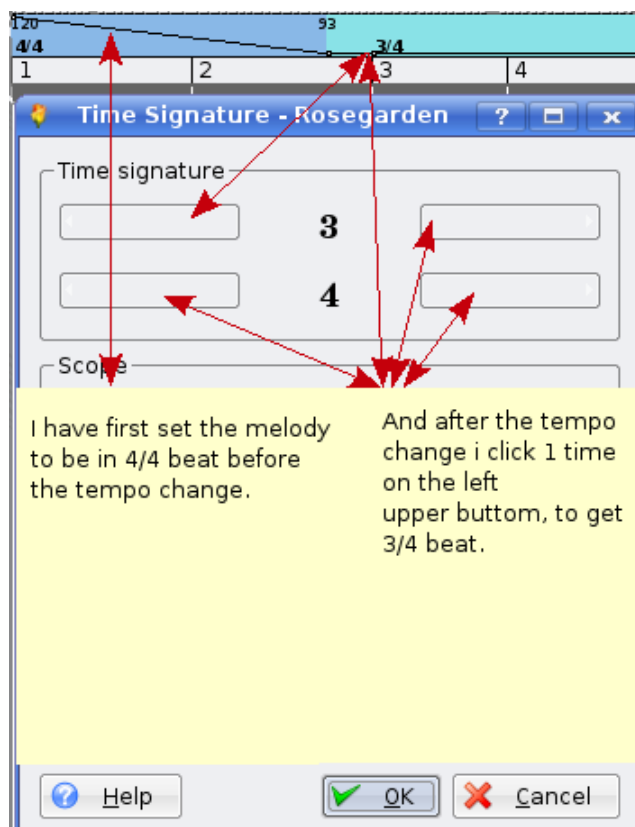 120 93
4/4 3/4
1 2 3 4
Time Signature - Rosegarden ?
Time signature
3
4
Scope
I have first set the melody
to be in 4/4 beat before
the tempo change.
And after the tempo
change i click 1 time
on the left
upper buttom, to get
3/4 beat.
Help OK Cancel